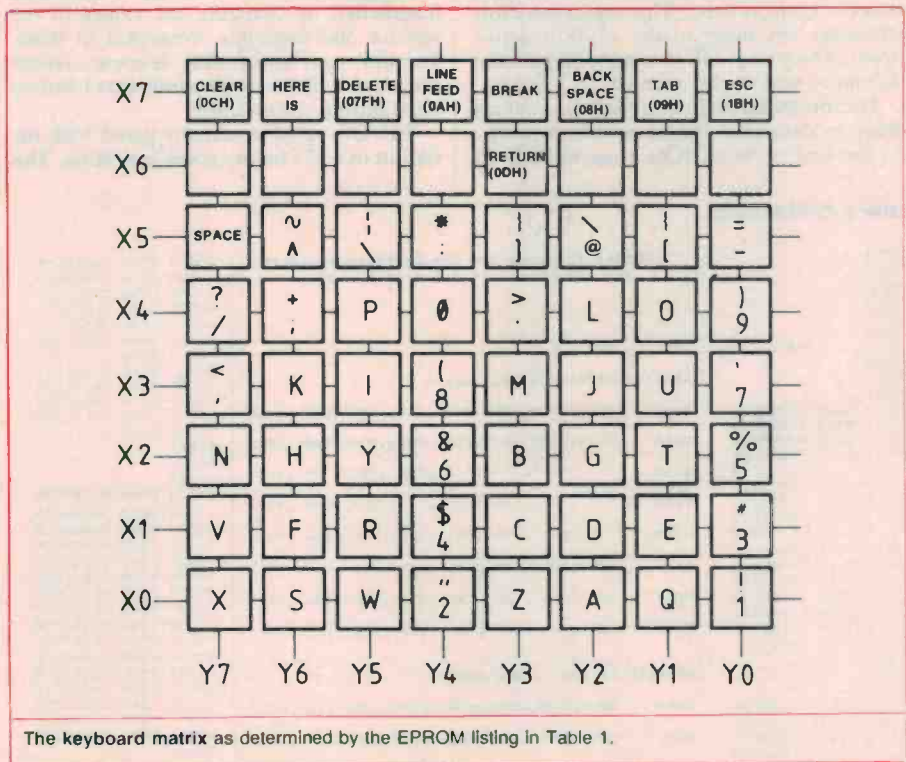 X7 CLEAR (0CH) HERE IS DELETE (07FH) LINE FEED (0AH) BREAK BACK SPACE (08H) TAB (09H) ESC (1BH)
X6 RETURN (0DH)
X5 SPACE ~ ^ ¦ \ * : ] \ @ [ = -
X4 ? / + ; P 0 > . L O ) 9
X3 < , K I ( 8 M J U ' 7
X2 N H Y & 6 B G T % 5
X1 V F R $ 4 C D E # 3
X0 X S W " 2 Z A Q ! 1
Y7 Y6 Y5 Y4 Y3 Y2 Y1 Y0
The keyboard matrix as determined by the EPROM listing in Table 1.